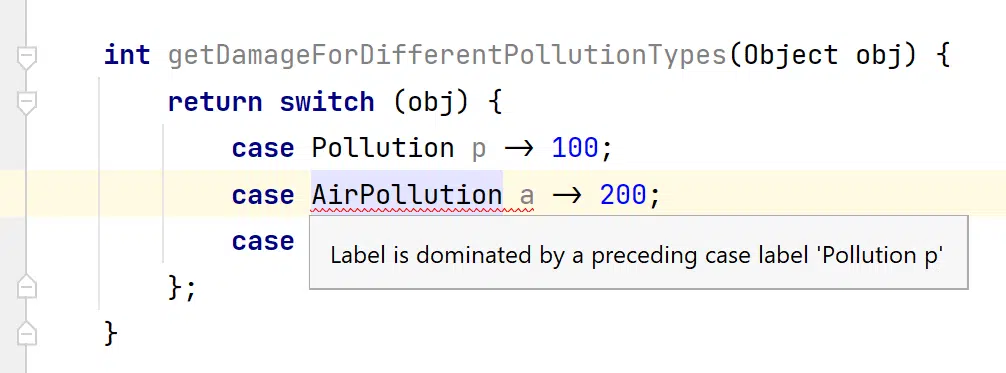 int getDamageForDifferentPollutionTypes(Object obj) {
return switch (obj) {
case Pollution p -> 100;
case AirPollution a -> 200;
case
Label is dominated by a preceding case label 'Pollution p'
};
}